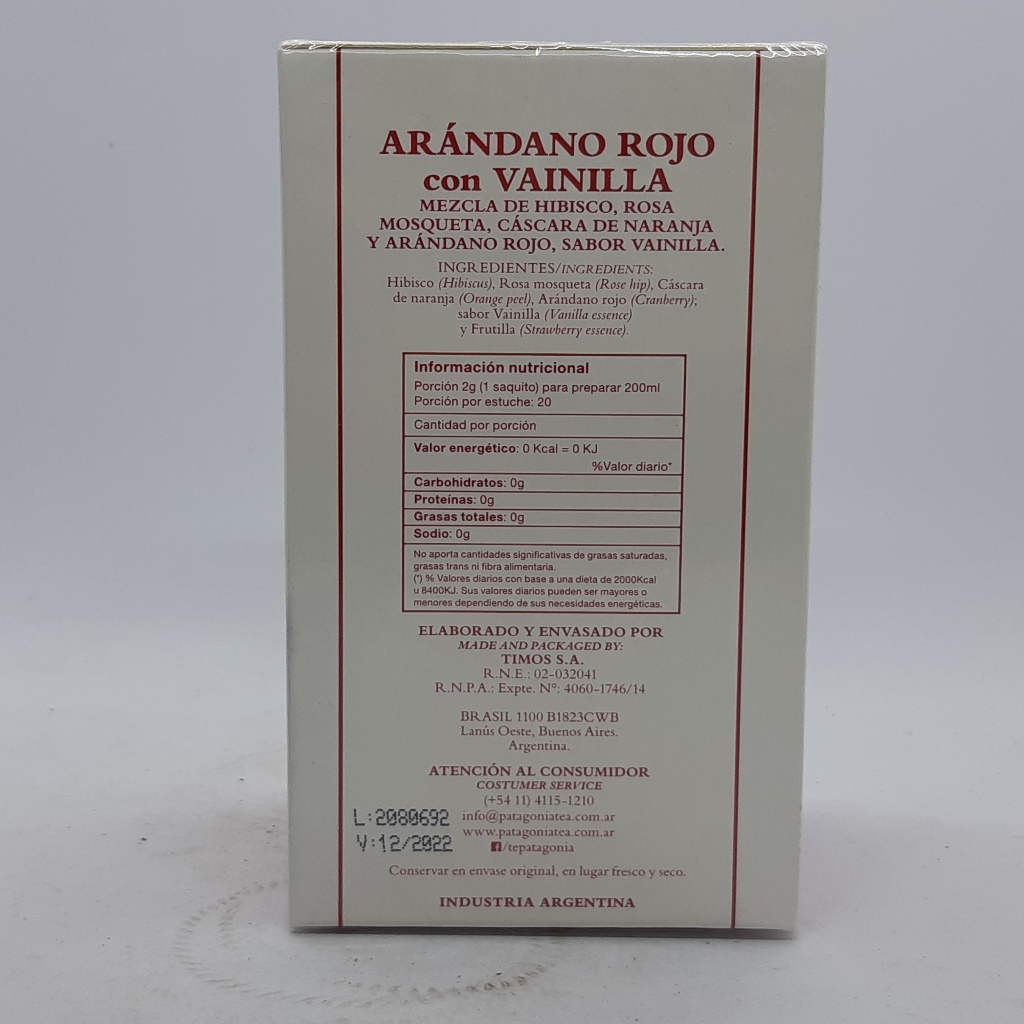 ARÁNDANO ROJO
con VAINILLA
MEZCLA DE HIBISCO, ROSA
MOSQUETA, CÁSCARA DE NARANJA
Y ARÁNDANO ROJO, SABOR VAINILLA.
INGREDIENTES/INGREDIENTS:
Hibisco (Hibiscus), Rosa mosqueta (Rose hip), Cáscara
de naranja (Orange peel), Arándano rojo (Cranberry);
sabor Vainilla (Vanilla essence)
y Frutilla (Strawberry essence).
Información nutricional
Porción 2g (1 saquito) para preparar 200ml
Porción por estuche: 20
Cantidad por porción
Valor energético: 0 Kcal = 0 KJ
%Valor diario*
Carbohidratos: 0g
Proteínas: 0g
Grasas totales: 0g
Sodio: 0g
No aporta cantidades significativas de grasas saturadas,
grasas trans ni fibra alimentaria.
(*) % Valores diarios con base a una dieta de 2000Kcal
u 8400KJ. Sus valores diarios pueden ser mayores o
menores dependiendo de sus necesidades energéticas.
ELABORADO Y ENVASADO POR
MADE AND PACKAGED BY:
TIMOS S.A.
R.N.E.: 02-032041
R.N.P.A.: Expte. Nº: 4060-1746/14
BRASIL 1100 B1823CWB
Lanús Oeste, Buenos Aires.
Argentina.
ATENCIÓN AL CONSUMIDOR
COSTUMER SERVICE
(+54 11) 4115-1210
info@patagoniatea.com.ar
www.patagoniatea.com.ar
f/tepatagonia
L:2080692
V:12/2022
Conservar en envase original, en lugar fresco y seco.
INDUSTRIA ARGENTINA